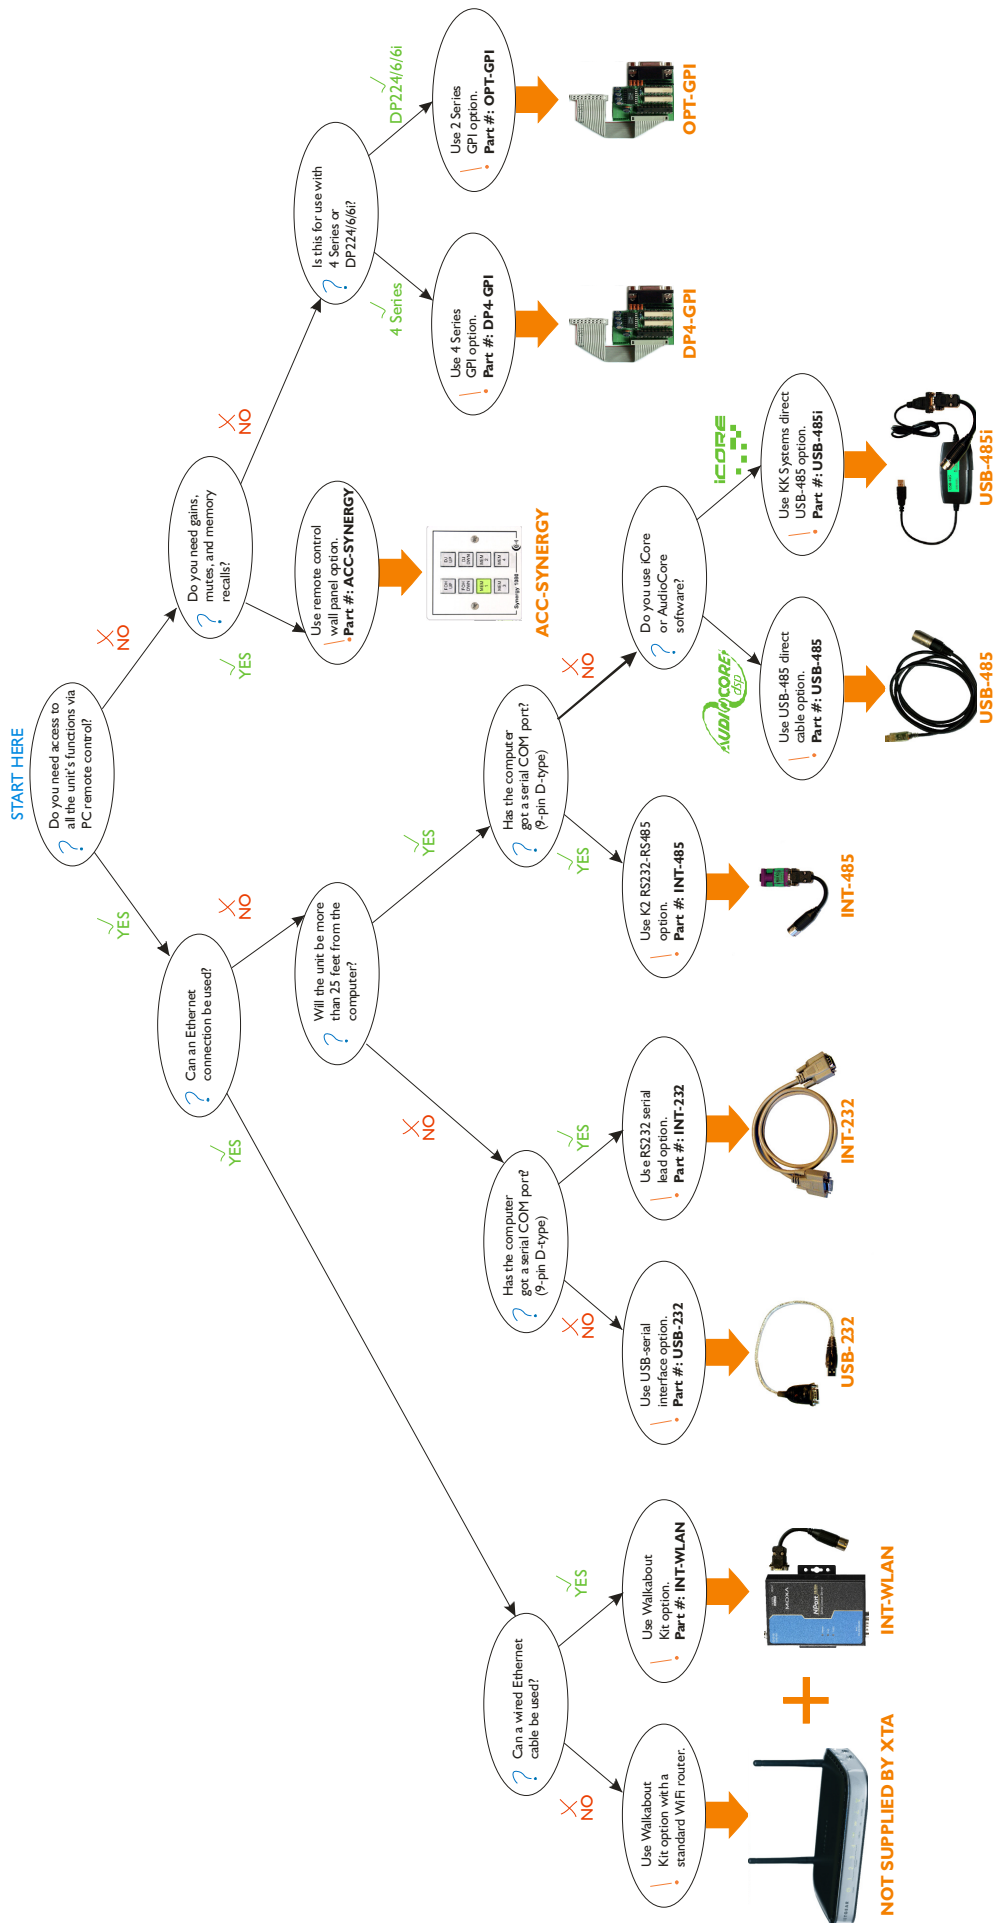 START HERE
Do you need access to
all the unit's functions via
PC remote control?
YES
NO
Can an Ethernet
connection be used?
Do you need gains,
mutes, and memory
recalls?
YES
NO
YES
NO
Will the unit be more
than 25 feet from the
computer?
Use remote control
wall panel option.
Part #: ACC-SYNERGY
ACC-SYNERGY
Is this for use with
4 Series or
DP224/6/6i?
4 Series
DP224/6/6i
Use 4 Series
GPI option.
Part #: DP4-GPI
DP4-GPI
Use 2 Series
GPI option.
Part #: OPT-GPI
OPT-GPI
NO
YES
Can a wired Ethernet
cable be used?
Has the computer
got a serial COM port?
(9-pin D-type)
Has the computer
got a serial COM port?
(9-pin D-type)
NO
YES
NO
YES
YES
NO
Do you use iCore
or AudioCore
software?
AUDIOCORE
dsp
iCORE
Use Walkabout
Kit option with a
standard WiFi router.
Use Walkabout
Kit option.
Part #: INT-WLAN
Use USB-serial
interface option.
Part #: USB-232
Use RS232 serial
lead option.
Part #: INT-232
Use K2 RS232-RS485
option.
Part #: INT-485
Use USB-485 direct
cable option.
Part #: USB-485
Use KK Systems direct
USB-485 option.
Part #: USB-485i
MOXA
NPort
NOT SUPPLIED BY XTA
+
INT-WLAN
USB-232
INT-232
INT-485
USB-485
USB-485i